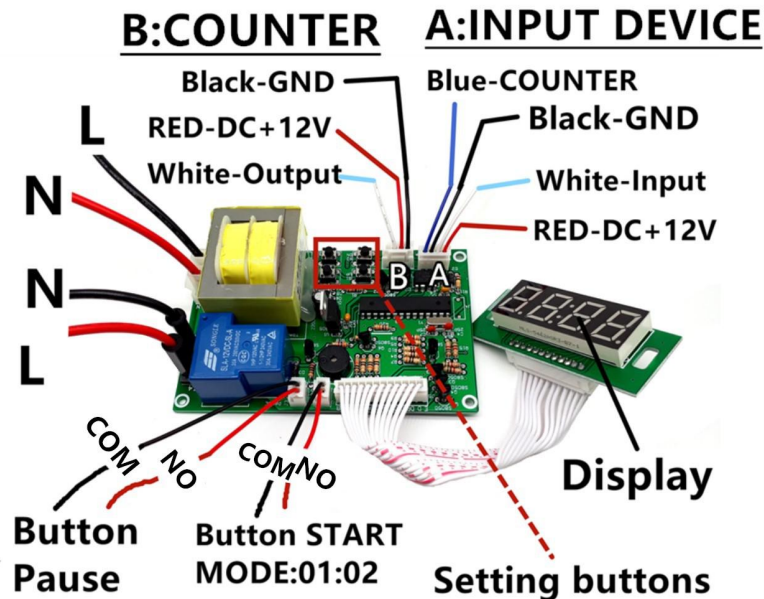 B:COUNTER
A:INPUT DEVICE
Black-GND
Blue-COUNTER
L
RED-DC+12V
Black-GND
White-Output
White-Input
N
RED-DC+12V
B
A
N
SONGLE
L
COM
NO
COM
NO
Display
Button
Pause
Button START
MODE:01:02
Setting buttons